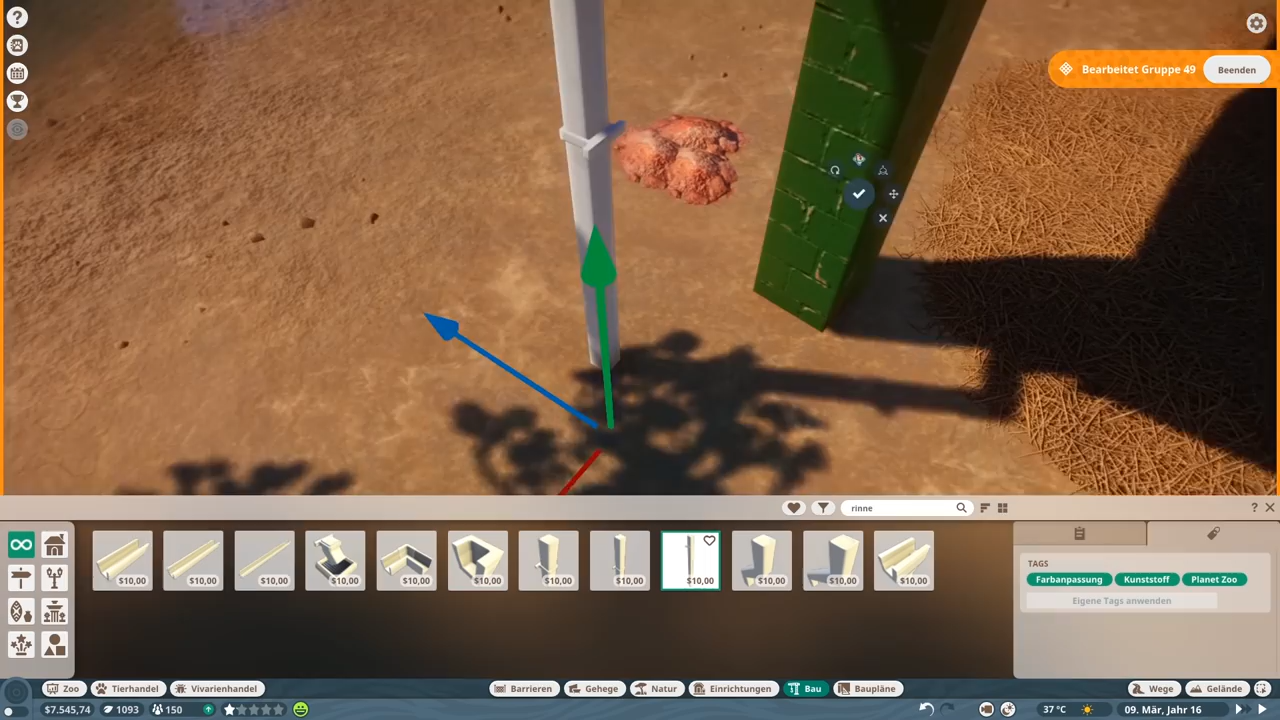 Bearbeitet Gruppe 49
Beenden
rinne
$10,00 $10,00 $10,00 $10,00 $10,00 $10,00 $10,00 $10,00 $10,00 $10,00 $10,00 $10,00
TAGS
Farbanpassung Kunststoff Planet Zoo
Eigene Tags anwenden
Zoo Tierhandel Vivarienhandel Barrieren Gehege Natur Einrichtungen Bau Baupläne Wege Gelände
$7.545,74 1093 150 37 °C 09. Mär, Jahr 16